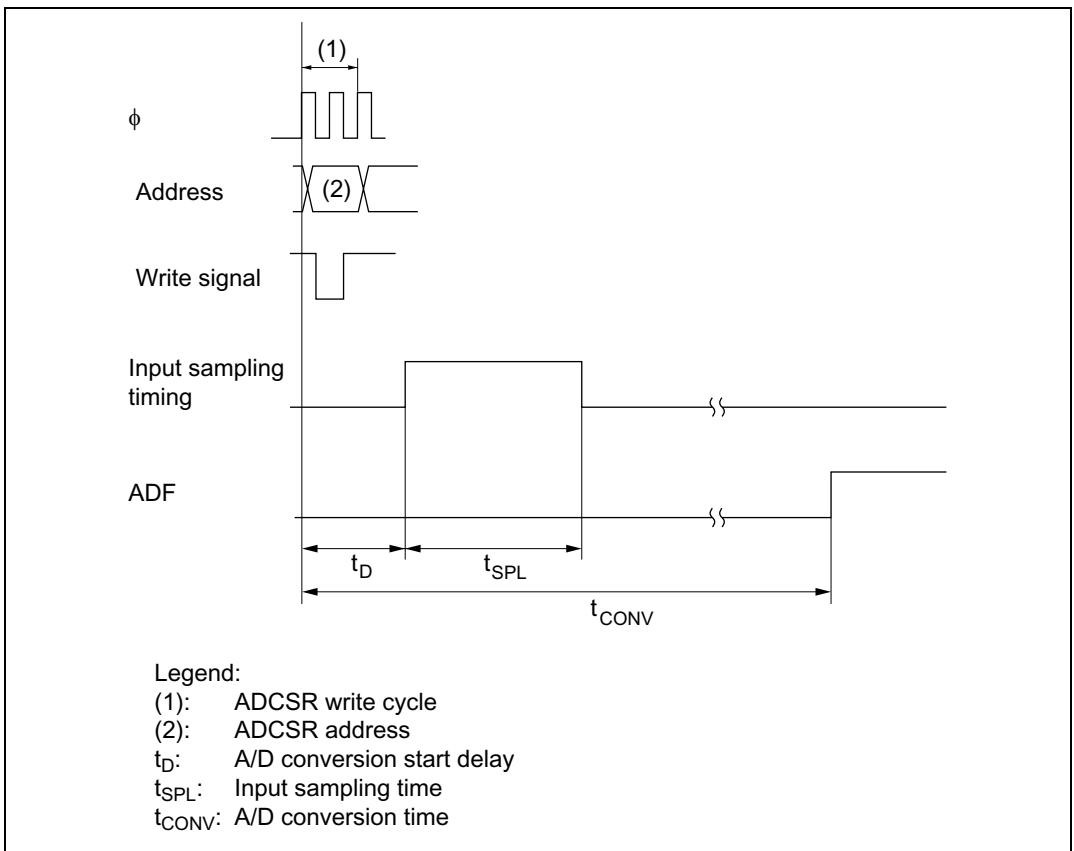 (1)
ϕ
Address
(2)
Write signal
Input sampling
timing
ADF
tD
tSPL
tCONV
Legend:
(1): ADCSR write cycle
(2): ADCSR address
tD: A/D conversion start delay
tSPL: Input sampling time
tCONV: A/D conversion time